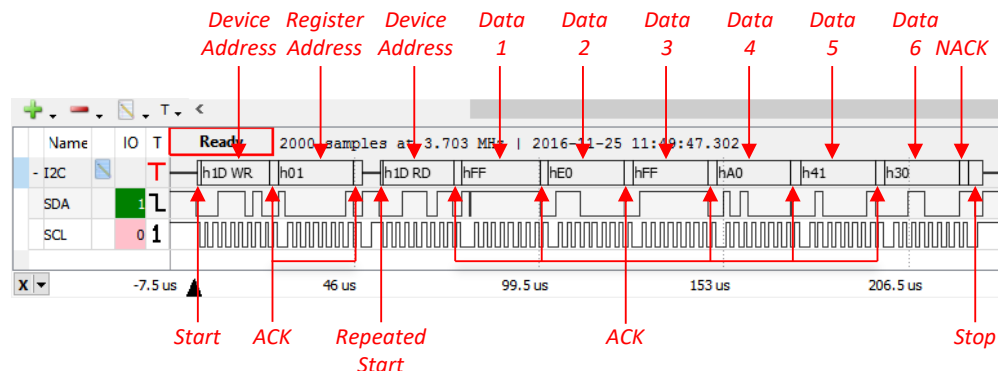 Device Register Device Data Data Data Data Data Data
Address Address Address 1 2 3 4 5 6 NACK
T <
Name IO T Ready 2000 samples at 3.703 MHz | 2016-11-25 11:49:47.302
- I2C T h1D WR h01 h1D RD hFF hE0 hFF hA0 h41 h30
SDA 1
SCL 0 1
X -7.5 us 46 us 99.5 us 153 us 206.5 us
Start ACK Repeated ACK Stop
Start